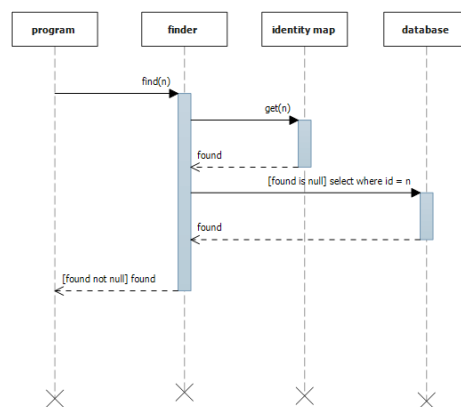 program finder identity map database
find(n)
get(n)
found
[found is null] select where id = n
found
[found not null] found